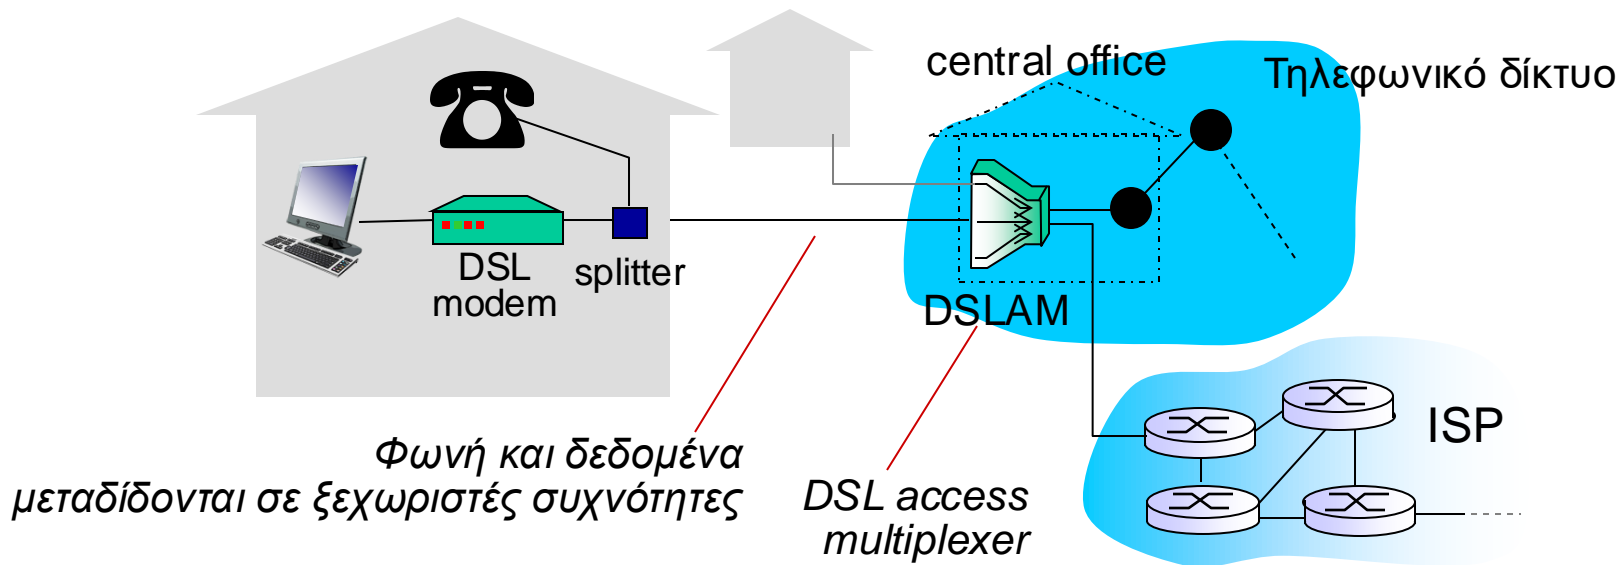 central office
Τηλεφωνικό δίκτυο
DSL
modem
splitter
DSLAM
ISP
Φωνή και δεδομένα
μεταδίδονται σε ξεχωριστές συχνότητες
DSL access
multiplexer